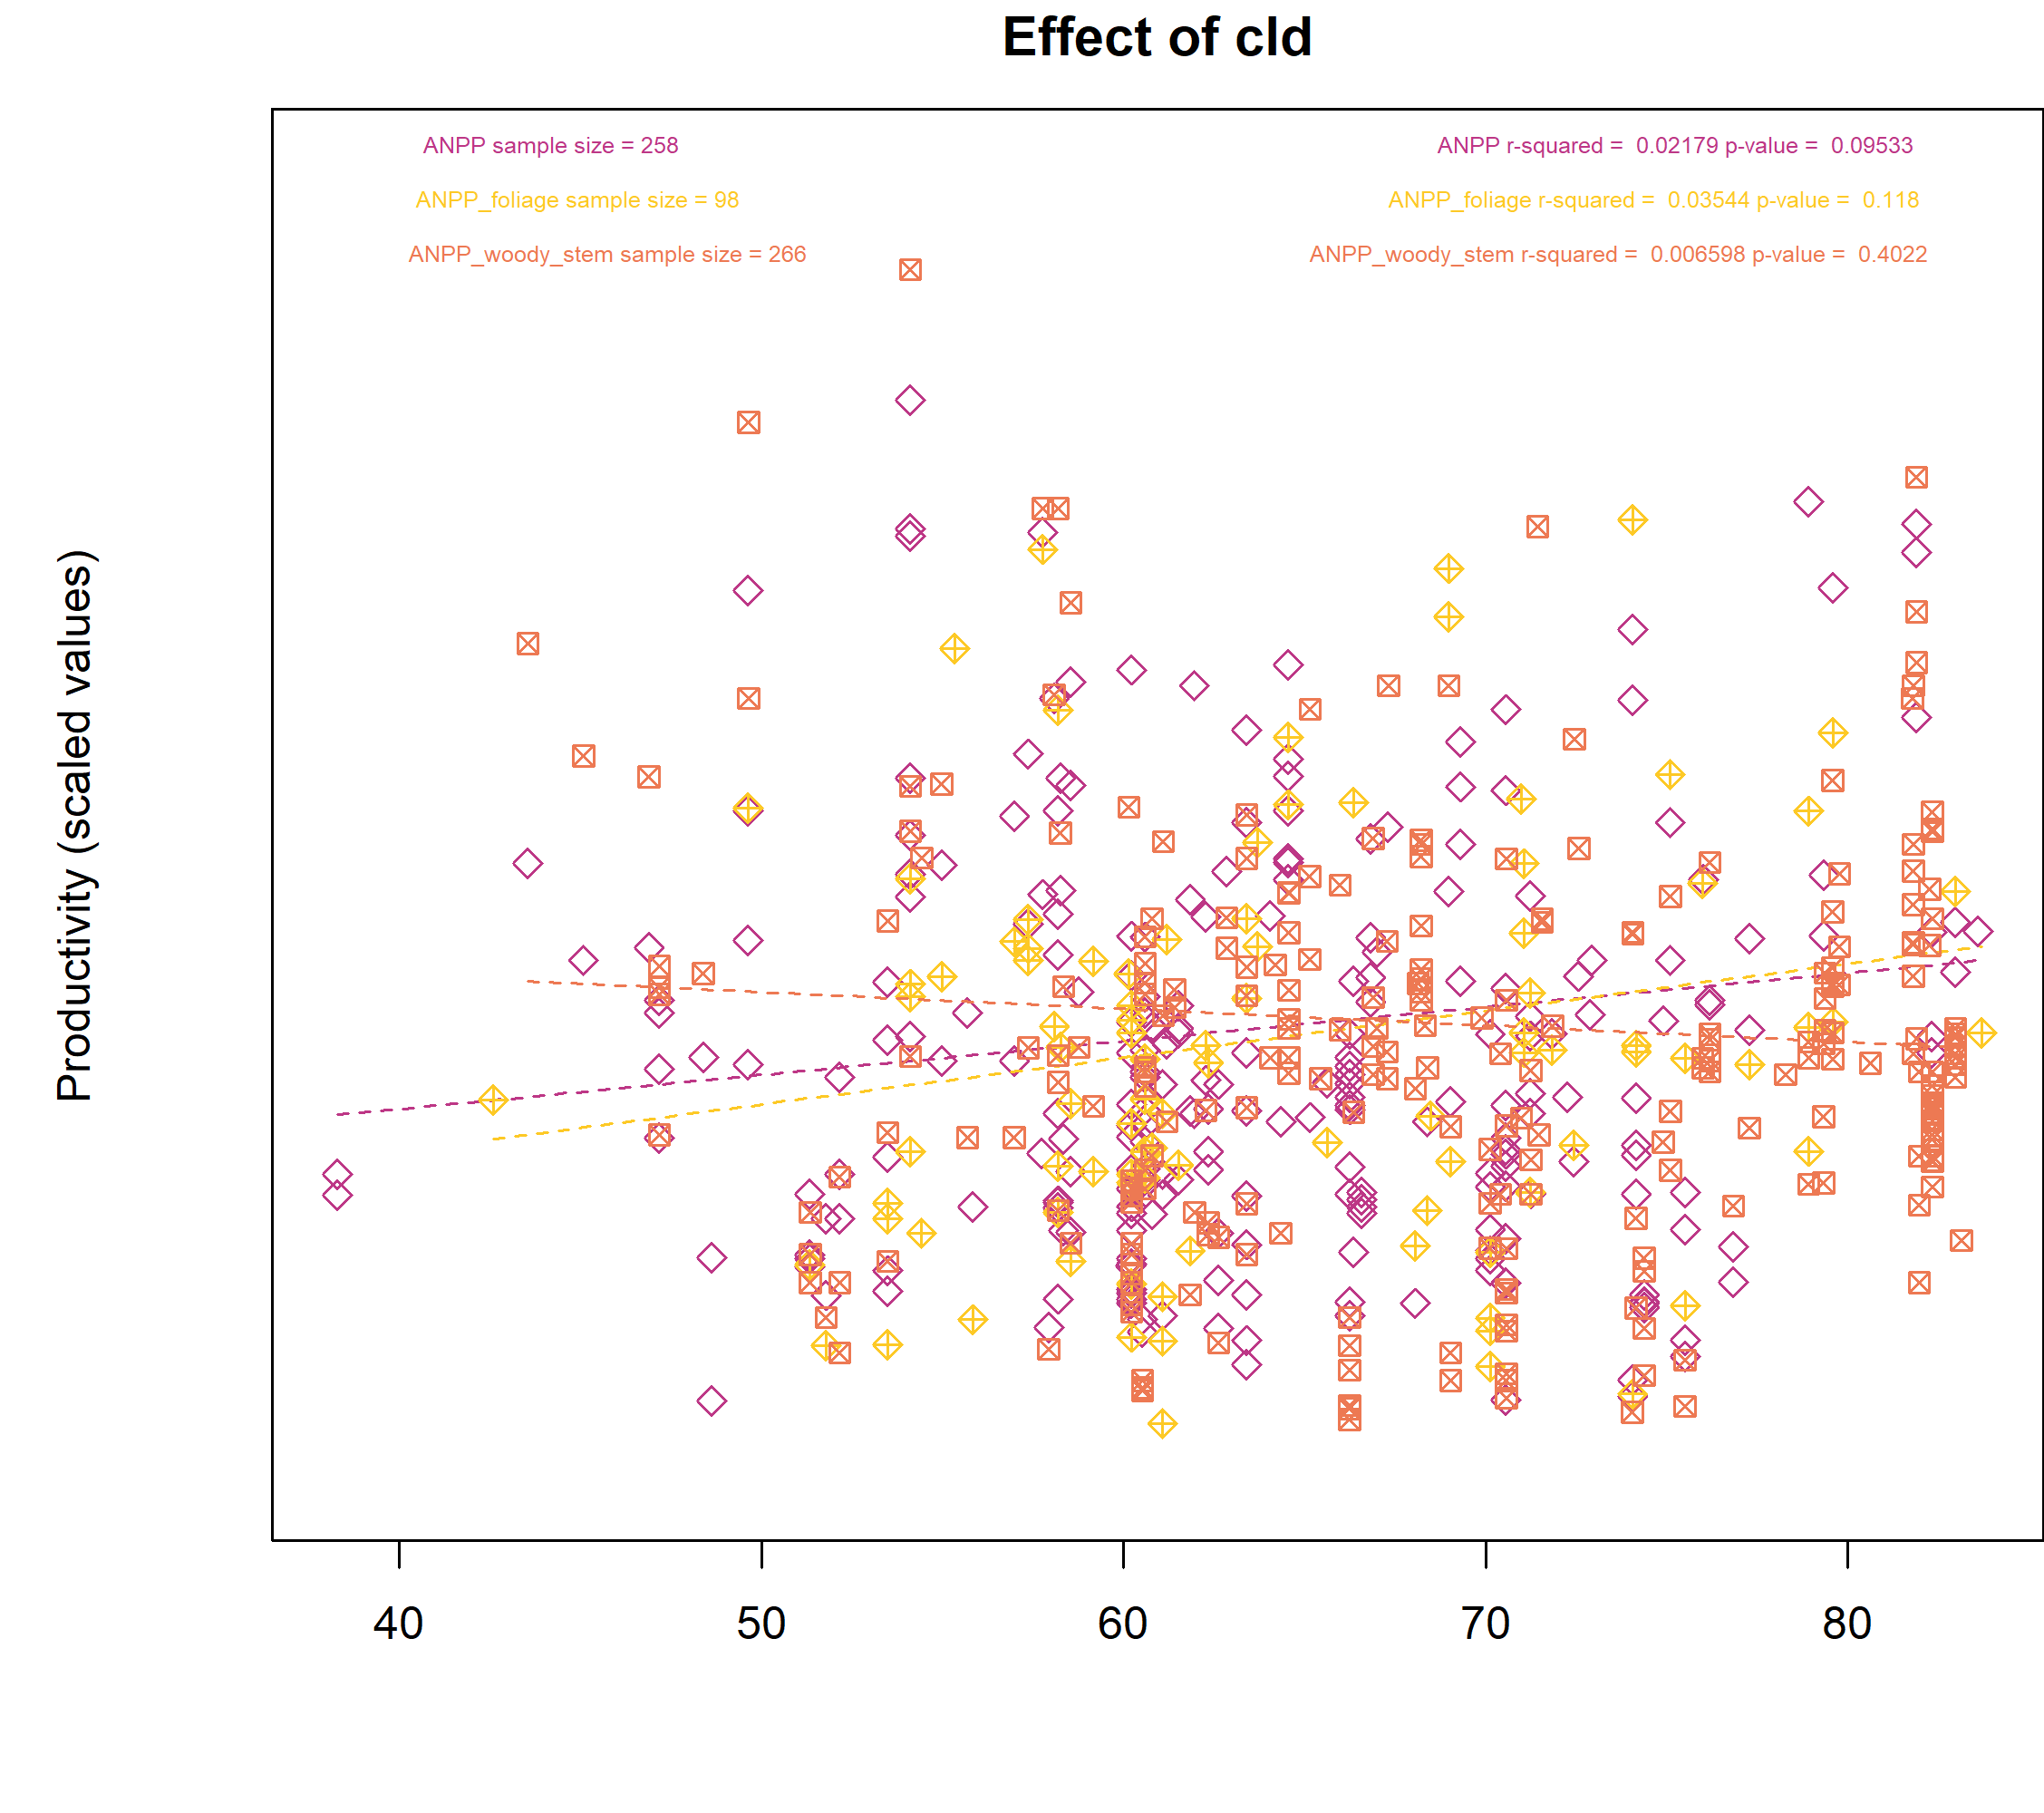 Effect of cld
ANPP sample size = 258
ANPP r-squared =  0.02179 p-value =  0.09533
ANPP_foliage sample size = 98
ANPP_foliage r-squared =  0.03544 p-value =  0.118
ANPP_woody_stem sample size = 266
ANPP_woody_stem r-squared =  0.006598 p-value =  0.4022
Productivity (scaled values)
40 50 60 70 80